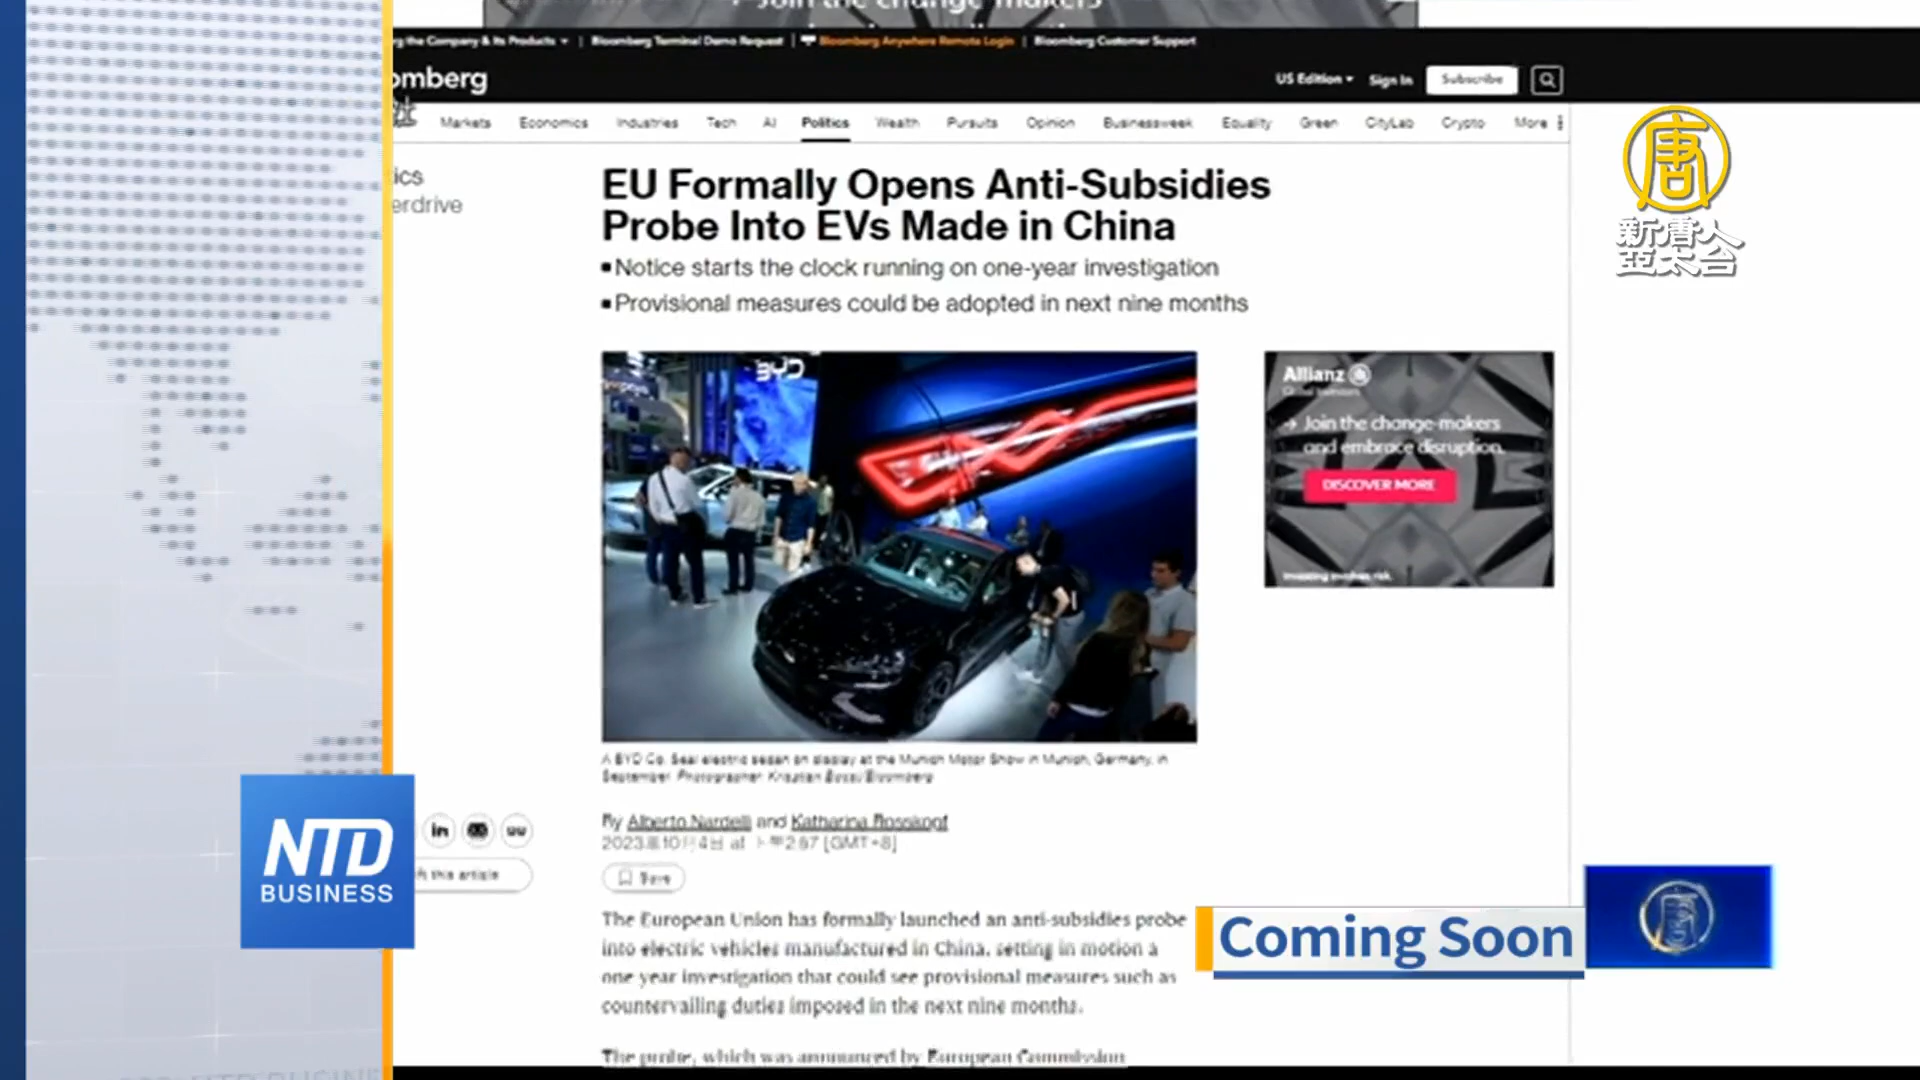 Join the change makers
g the Company & Its Products | Bloomberg Terminal Demo Request | Bloomberg Anywhere Remote Login | Bloomberg Customer Support
omberg
US Edition Sign In Subscribe
Markets Economics Industries Tech AI Politics Wealth Pursuits Opinion Businessweek Equality Green CityLab Crypto More
ics
erdrive
EU Formally Opens Anti-Subsidies
Probe Into EVs Made in China
Notice starts the clock running on one-year investigation
Provisional measures could be adopted in next nine months
唐
新唐人
亞太台
BYD
Allianz
Global Investors
→ Join the change-makers
and embrace disruption.
DISCOVER MORE
Investing involves risk.
A BYD Co. Seal electric sedan on display at the Munich Motor Show in Munich, Germany, in
September. Photographer: Krisztian Bocsi/Bloomberg
By Alberto Nardelli and Katharina Rosskopf
2023年10月4日 at 下午2:57 [GMT+8]
Save
this article
The European Union has formally launched an anti-subsidies probe
into electric vehicles manufactured in China, setting in motion a
one year investigation that could see provisional measures such as
countervailing duties imposed in the next nine months.
The probe, which was announced by European Commission
NTD
BUSINESS
Coming Soon